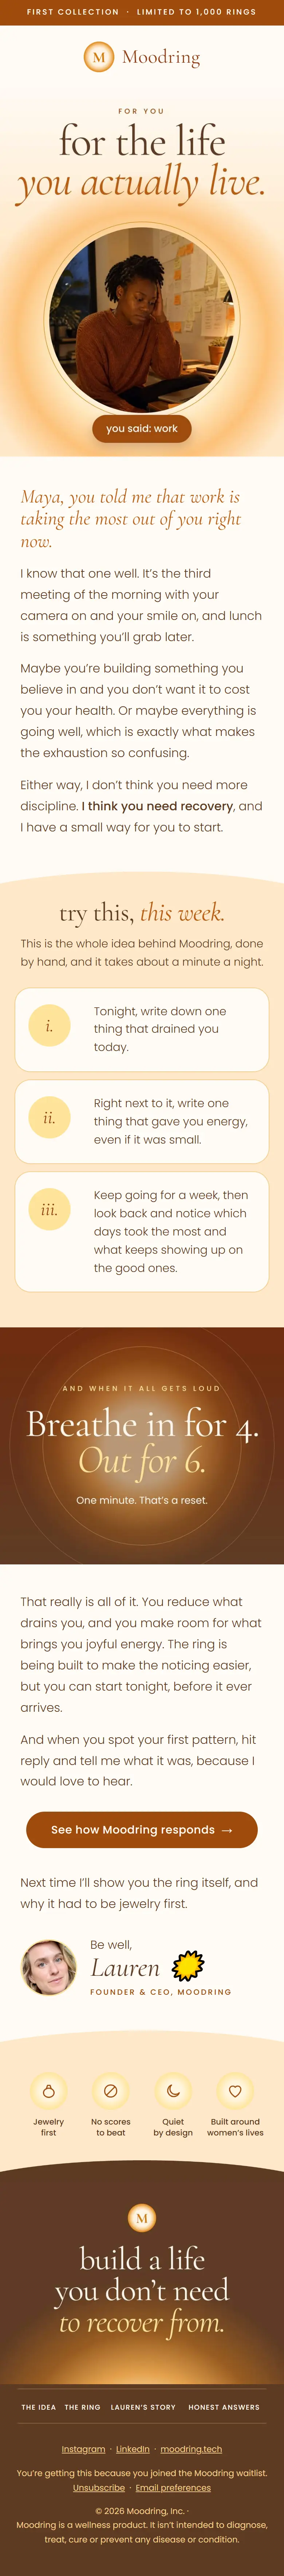 FIRST COLLECTION · LIMITED TO 1,000 RINGS
M Moodring
FOR YOU
for the life
you actually live.
you said: work
Maya, you told me that work is
taking the most out of you right
now.
I know that one well. It's the third
meeting of the morning with your
camera on and your smile on, and lunch
is something you'll grab later.
Maybe you're building something you
believe in and you don't want it to cost
you your health. Or maybe everything is
going well, which is exactly what makes
the exhaustion so confusing.
Either way, I don't think you need more
discipline. I think you need recovery, and
I have a small way for you to start.
try this, this week.
This is the whole idea behind Moodring, done
by hand, and it takes about a minute a night.
i.
Tonight, write down one
thing that drained you
today.
ii.
Right next to it, write one
thing that gave you energy,
even if it was small.
iii.
Keep going for a week, then
look back and notice which
days took the most and
what keeps showing up on
the good ones.
AND WHEN IT ALL GETS LOUD
Breathe in for 4.
Out for 6.
One minute. That's a reset.
That really is all of it. You reduce what
drains you, and you make room for what
brings you joyful energy. The ring is
being built to make the noticing easier,
but you can start tonight, before it ever
arrives.
And when you spot your first pattern, hit
reply and tell me what it was, because I
would love to hear.
See how Moodring responds →
Next time I'll show you the ring itself, and
why it had to be jewelry first.
Be well,
Lauren
FOUNDER & CEO, MOODRING
Jewelry
first
No scores
to beat
Quiet
by design
Built around
women's lives
M
build a life
you don't need
to recover from.
THE IDEA THE RING LAUREN'S STORY HONEST ANSWERS
Instagram · LinkedIn · moodring.tech
You're getting this because you joined the Moodring waitlist.
Unsubscribe · Email preferences
© 2026 Moodring, Inc. ·
Moodring is a wellness product. It isn't intended to diagnose,
treat, cure or prevent any disease or condition.